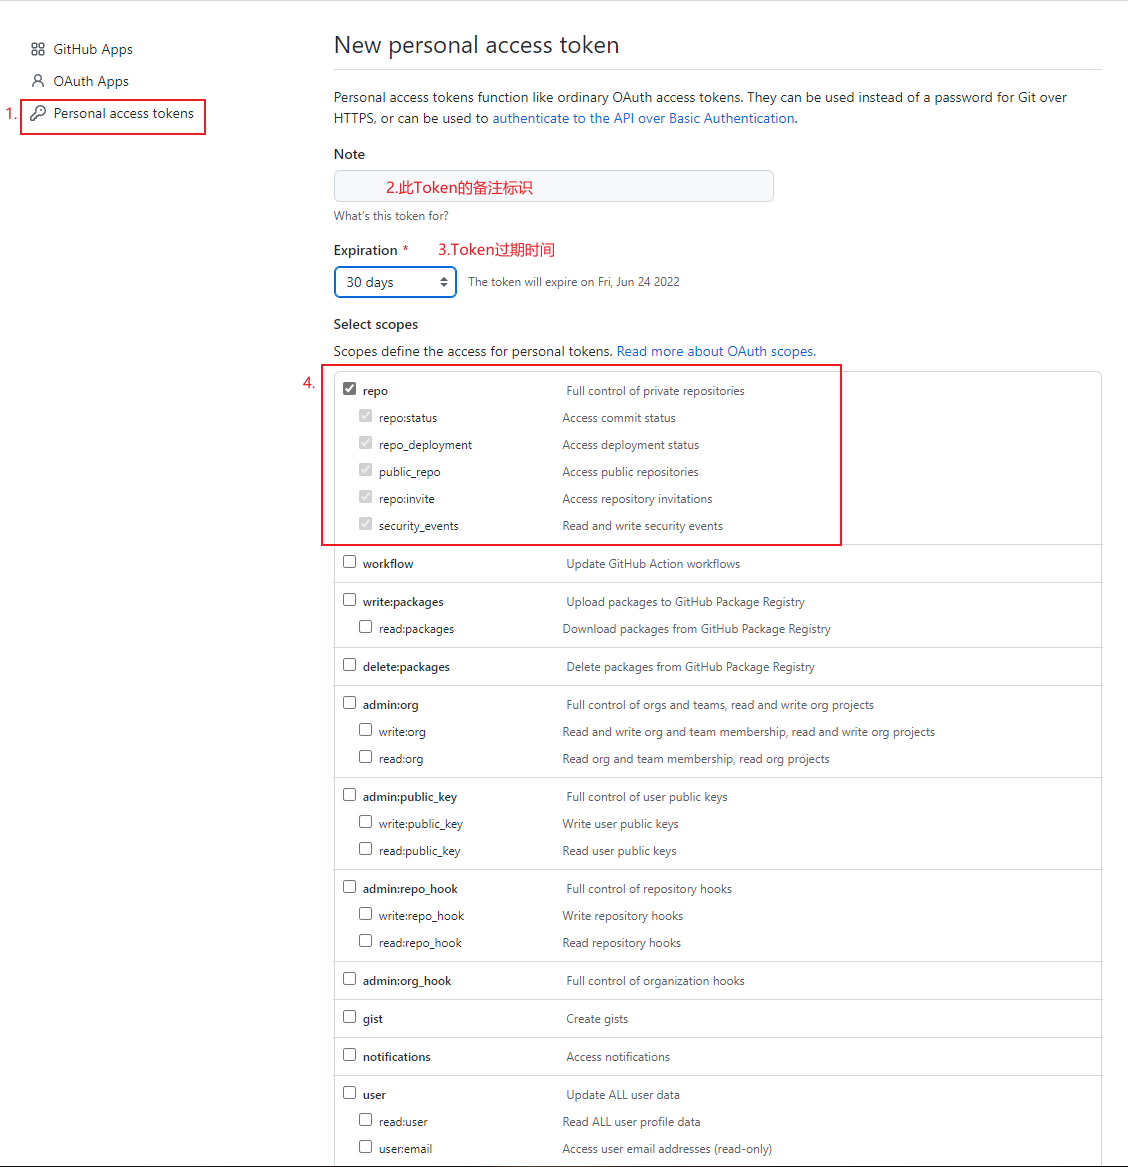 GitHub Apps
OAuth Apps
1. Personal access tokens
New personal access token
Personal access tokens function like ordinary OAuth access tokens. They can be used instead of a password for Git over
HTTPS, or can be used to authenticate to the API over Basic Authentication.
Note
2.此Token的备注标识
What's this token for?
Expiration * 3.Token过期时间
30 days The token will expire on Fri, Jun 24 2022
Select scopes
Scopes define the access for personal tokens. Read more about OAuth scopes.
4.
repo Full control of private repositories
repo:status Access commit status
repo_deployment Access deployment status
public_repo Access public repositories
repo:invite Access repository invitations
security_events Read and write security events
workflow Update GitHub Action workflows
write:packages Upload packages to GitHub Package Registry
read:packages Download packages from GitHub Package Registry
delete:packages Delete packages from GitHub Package Registry
admin:org Full control of orgs and teams, read and write org projects
write:org Read and write org and team membership, read and write org projects
read:org Read org and team membership, read org projects
admin:public_key Full control of user public keys
write:public_key Write user public keys
read:public_key Read user public keys
admin:repo_hook Full control of repository hooks
write:repo_hook Write repository hooks
read:repo_hook Read repository hooks
admin:org_hook Full control of organization hooks
gist Create gists
notifications Access notifications
user Update ALL user data
read:user Read ALL user profile data
user:email Access user email addresses (read-only)